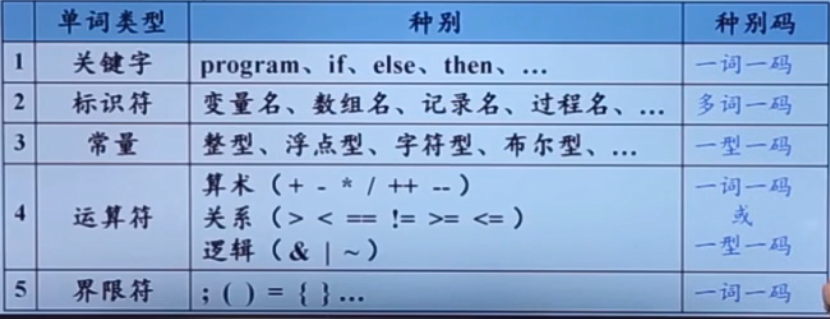 单词类型 种别 种别码
1 关键字 program、if、else、then、… 一词一码
2 标识符 变量名、数组名、记录名、过程名、… 多词一码
3 常量 整型、浮点型、字符型、布尔型、… 一型一码
4 运算符 算术（+ - * / ++ --） 一词一码
关系（> < == != >= <=） 或
逻辑（& | ~） 一型一码
5 界限符 ; ( ) = { }… 一词一码